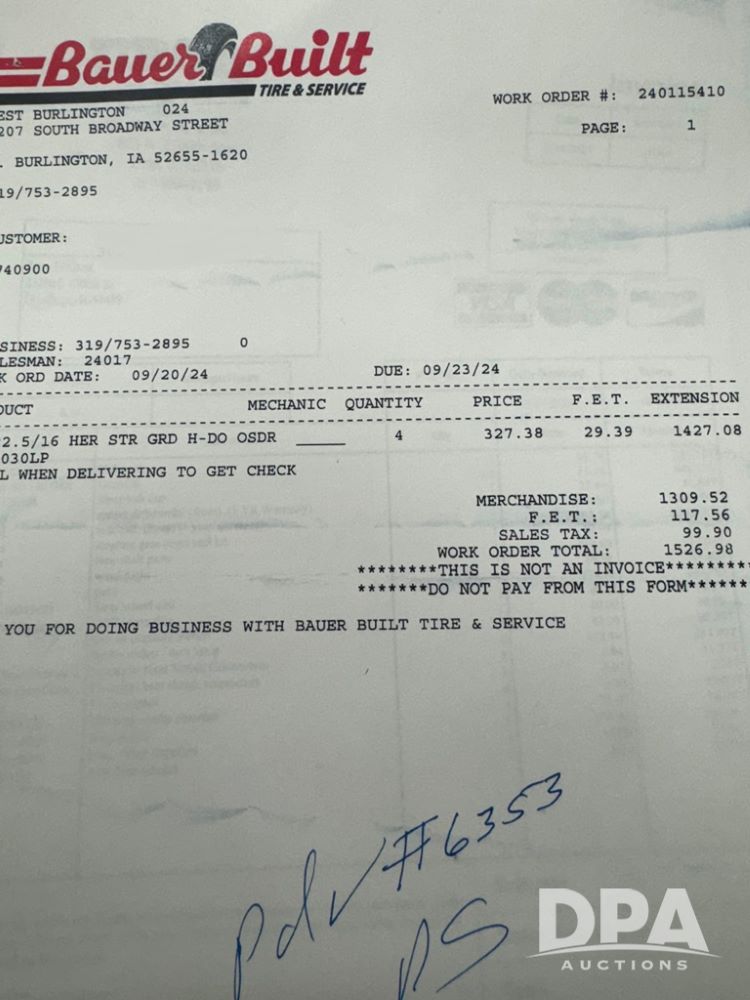 Bauer Built
TIRE & SERVICE
EST BURLINGTON 024
207 SOUTH BROADWAY STREET
. BURLINGTON, IA 52655-1620
19/753-2895
WORK ORDER #: 240115410
PAGE: 1
USTOMER:
740900
SINESS: 319/753-2895 0
LESMAN: 24017
K ORD DATE: 09/20/24 DUE: 09/23/24
DUCT MECHANIC QUANTITY PRICE F.E.T. EXTENSION
2.5/16 HER STR GRD H-DO OSDR 4 327.38 29.39 1427.08
030LP
L WHEN DELIVERING TO GET CHECK
MERCHANDISE: 1309.52
F.E.T.: 117.56
SALES TAX: 99.90
WORK ORDER TOTAL: 1526.98
********THIS IS NOT AN INVOICE********
*******DO NOT PAY FROM THIS FORM******
YOU FOR DOING BUSINESS WITH BAUER BUILT TIRE & SERVICE
pd ✓ #6353
DPA
AUCTIONS